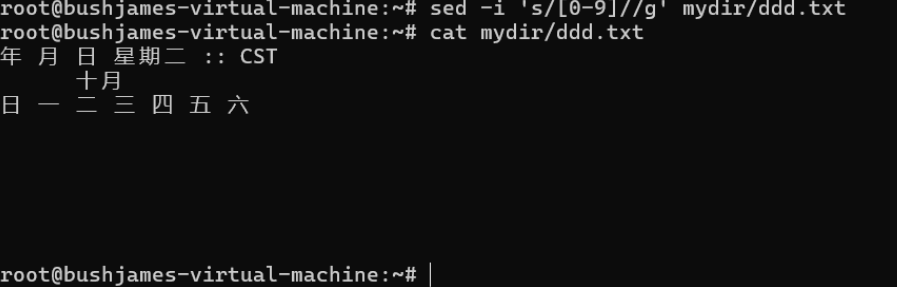 root@bushjames-virtual-machine:~# sed -i 's/[0-9]//g' mydir/ddd.txt
root@bushjames-virtual-machine:~# cat mydir/ddd.txt
年 月 日 星期二 :: CST
十月
日 一 二 三 四 五 六
root@bushjames-virtual-machine:~#